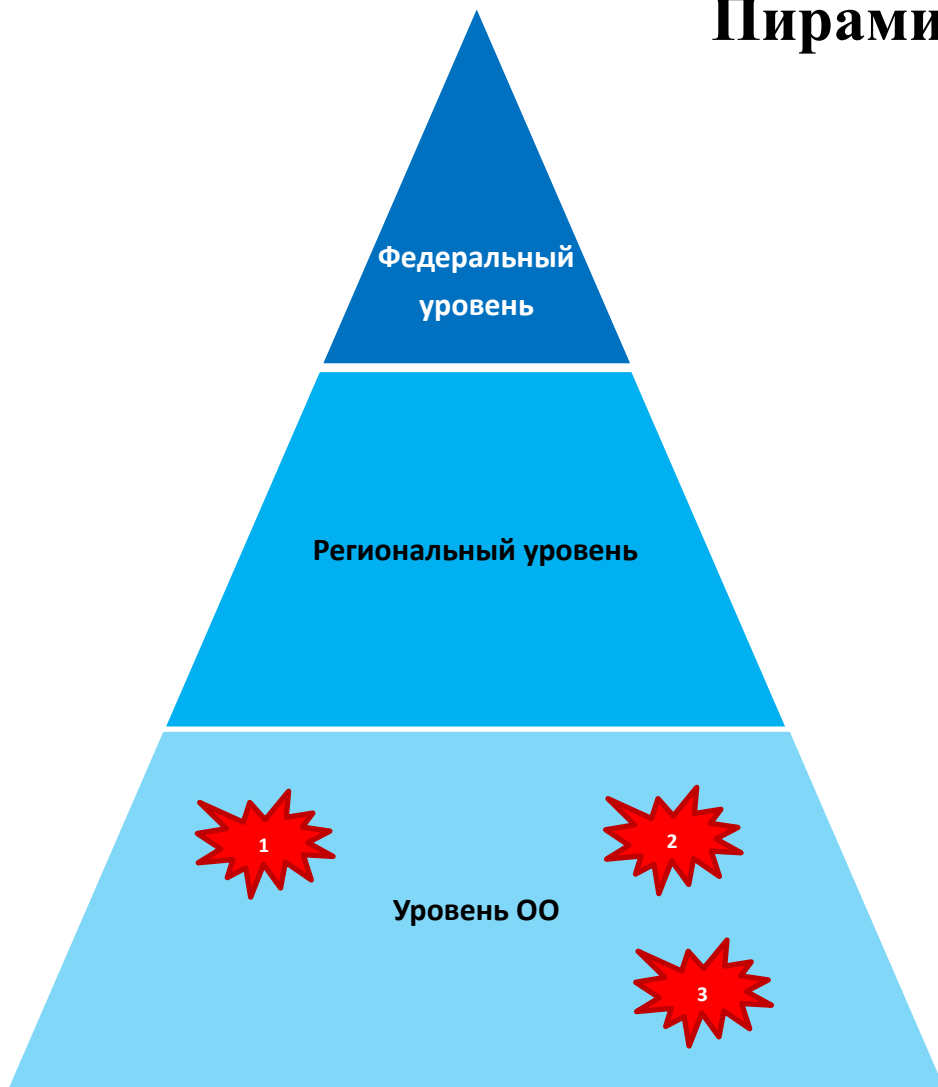 Пирами
Федеральный
уровень
Региональный уровень
1
2
Уровень ОО
3